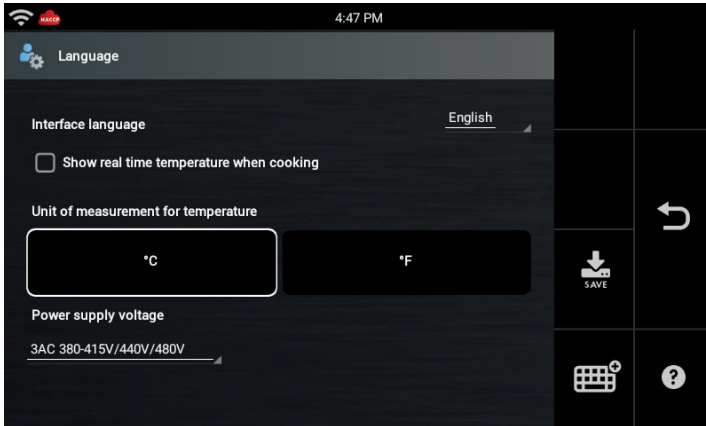 HACCP
4:47 PM
Language
Interface language
English
Show real time temperature when cooking
Unit of measurement for temperature
°C
°F
SAVE
Power supply voltage
3AC 380-415V/440V/480V
?